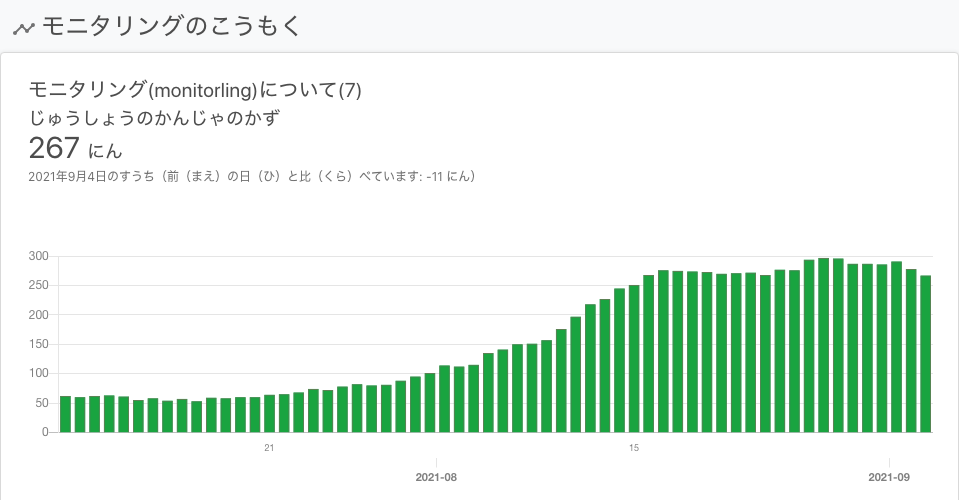 モニタリングのこうもく
モニタリング(monitorling)について(7)
じゅうしょうのかんじゃのかず
267 にん
2021年9月4日のすうち（前（まえ）の日（ひ）と比（くら）べています: -11 にん）
300
250
200
150
100
50
0
21
15
2021-08
2021-09